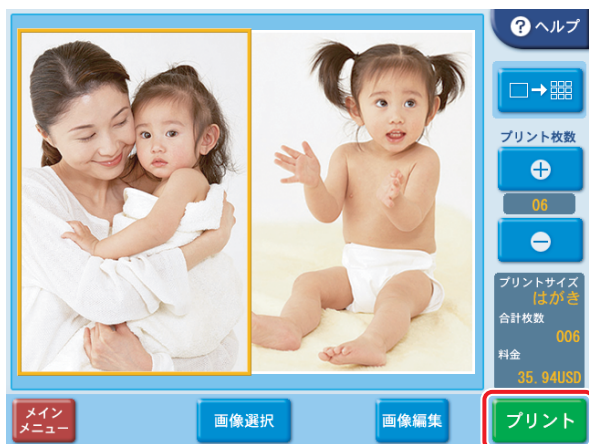 ? ヘルプ
□→
プリント枚数
+
06
-
プリントサイズ
はがき
合計枚数
006
料金
35.94USD
メイン
メニュー
画像選択
画像編集
プリント